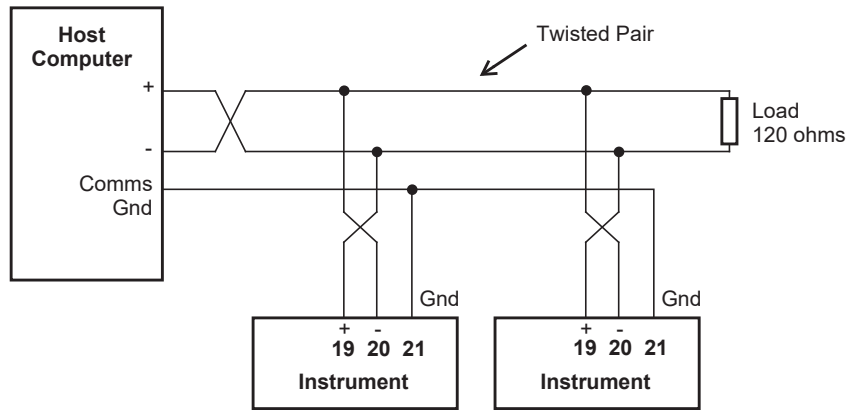 Host
Computer
Twisted Pair
+
Load
120 ohms
-
Comms
Gnd
Gnd
Gnd
+ -
19 20 21
Instrument
+ -
19 20 21
Instrument